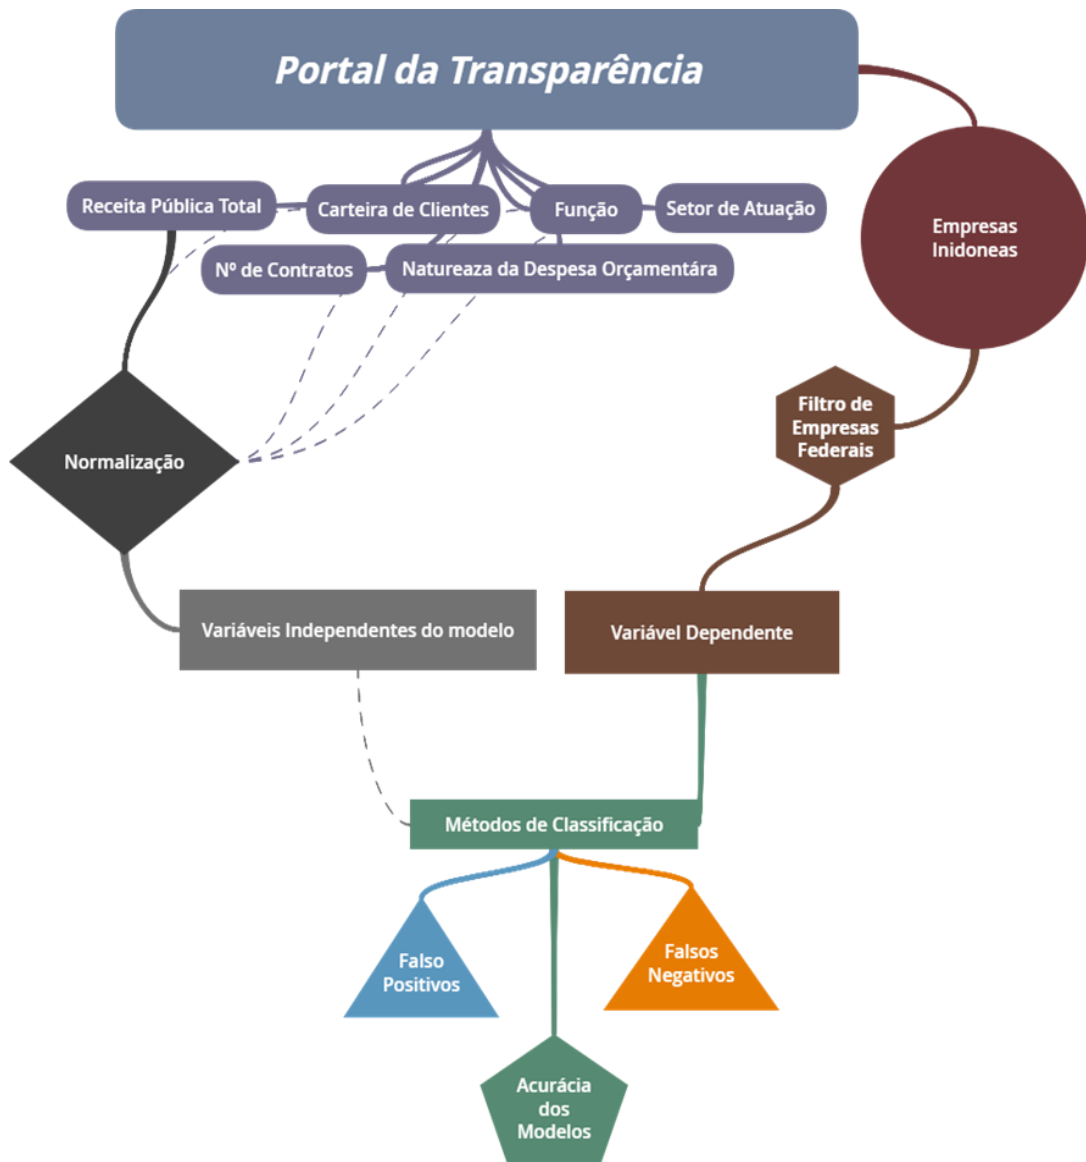 Portal da Transparência
Receita Pública Total
Carteira de Clientes
Função
Setor de Atuação
Nº de Contratos
Natureaza da Despesa Orçamentára
Empresas
Inidoneas
Filtro de
Empresas
Federais
Normalização
Variáveis Independentes do modelo
Variável Dependente
Métodos de Classificação
Falso
Positivos
Falsos
Negativos
Acurácia
dos
Modelos